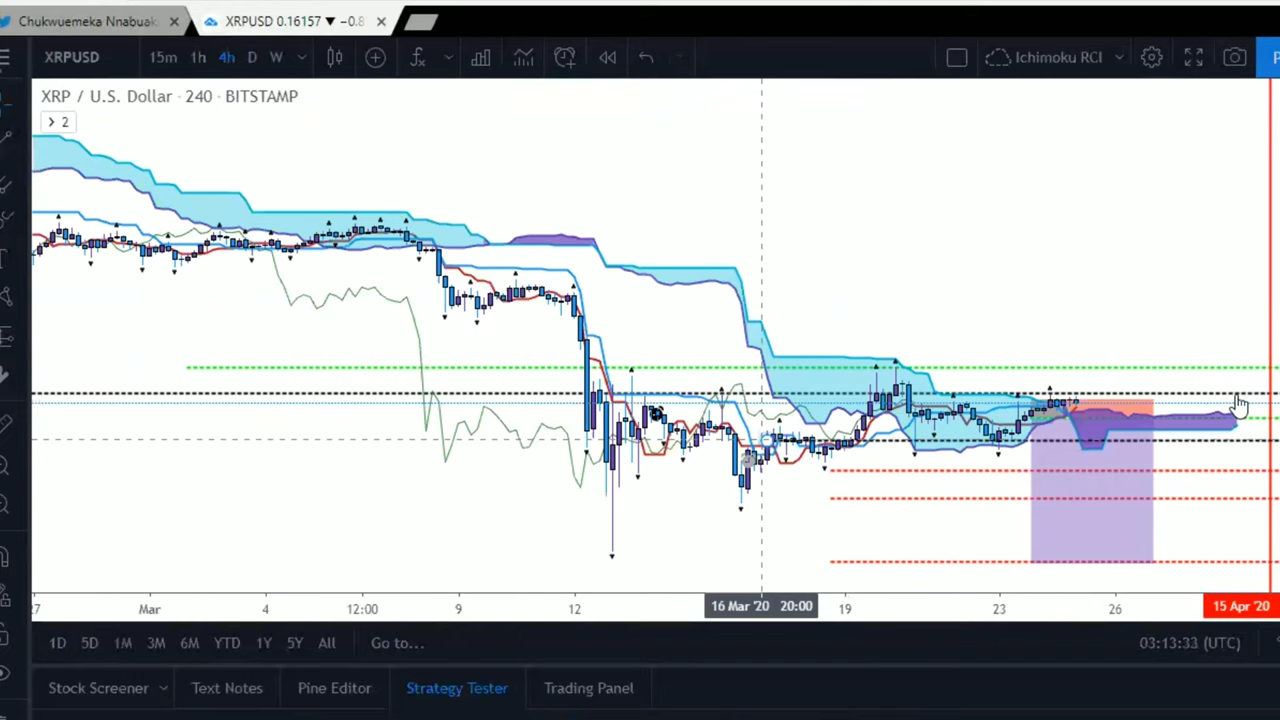 Chukwuemeka Nnabuak
XRPUSD 0.16157 ▼ −0.8
XRPUSD 15m 1h 4h D W Ichimoku RCI
XRP / U.S. Dollar · 240 · BITSTAMP
2
27 Mar 4 12:00 9 12 16 Mar '20 20:00 19 23 26 15 Apr '20
1D 5D 1M 3M 6M YTD 1Y 5Y All Go to... 03:13:33 (UTC)
Stock Screener Text Notes Pine Editor Strategy Tester Trading Panel